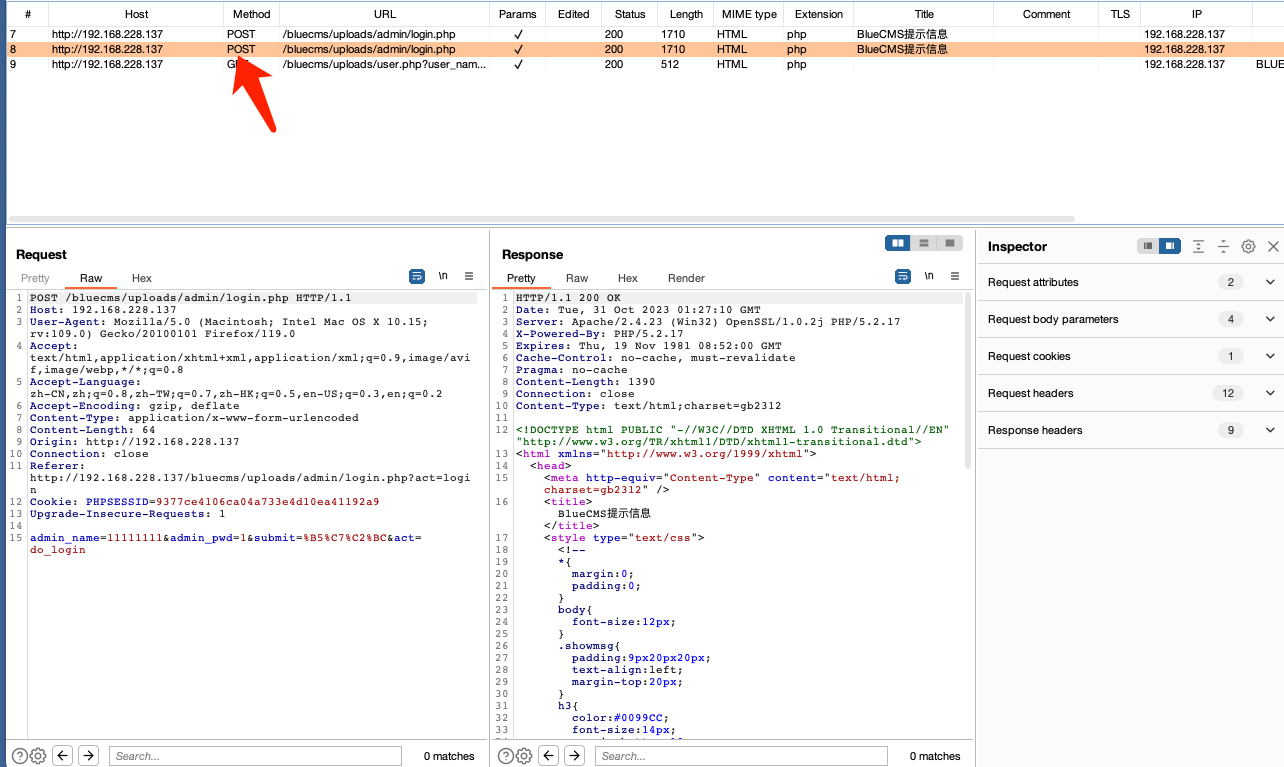 # Host Method URL Params Edited Status Length MIME type Extension Title Comment TLS IP
7 http://192.168.228.137 POST /bluecms/uploads/admin/login.php ✓ 200 1710 HTML php BlueCMS提示信息 192.168.228.137
8 http://192.168.228.137 POST /bluecms/uploads/admin/login.php ✓ 200 1710 HTML php BlueCMS提示信息 192.168.228.137
9 http://192.168.228.137 /bluecms/uploads/user.php?user_nam... ✓ 200 512 HTML php 192.168.228.137 BLUE
Request
Pretty Raw Hex
\n
1 POST /bluecms/uploads/admin/login.php HTTP/1.1
2 Host: 192.168.228.137
3 User-Agent: Mozilla/5.0 (Macintosh; Intel Mac OS X 10.15;
rv:109.0) Gecko/20100101 Firefox/119.0
4 Accept:
text/html,application/xhtml+xml,application/xml;q=0.9,image/avi
f,image/webp,*/*;q=0.8
5 Accept-Language:
zh-CN,zh;q=0.8,zh-TW;q=0.7,zh-HK;q=0.5,en-US;q=0.3,en;q=0.2
6 Accept-Encoding: gzip, deflate
7 Content-Type: application/x-www-form-urlencoded
8 Content-Length: 64
9 Origin: http://192.168.228.137
10 Connection: close
11 Referer:
http://192.168.228.137/bluecms/uploads/admin/login.php?act=logi
n
12 Cookie: PHPSESSID=9377ce4106ca04a733e4d10ea41192a9
13 Upgrade-Insecure-Requests: 1
14
15 admin_name=11111111&admin_pwd=1&submit=%B5%C7%C2%BC&act=
do_login
Search...
0 matches
Response
Pretty Raw Hex Render
\n
1 HTTP/1.1 200 OK
2 Date: Tue, 31 Oct 2023 01:27:10 GMT
3 Server: Apache/2.4.23 (Win32) OpenSSL/1.0.2j PHP/5.2.17
4 X-Powered-By: PHP/5.2.17
5 Expires: Thu, 19 Nov 1981 08:52:00 GMT
6 Cache-Control: no-cache, must-revalidate
7 Pragma: no-cache
8 Content-Length: 1390
9 Connection: close
10 Content-Type: text/html;charset=gb2312
11
12 <!DOCTYPE html PUBLIC "-//W3C//DTD XHTML 1.0 Transitional//EN"
"http://www.w3.org/TR/xhtml1/DTD/xhtml1-transitional.dtd">
13 <html xmlns="http://www.w3.org/1999/xhtml">
14 <head>
15 <meta http-equiv="Content-Type" content="text/html;
charset=gb2312" />
16 <title>
BlueCMS提示信息
</title>
17 <style type="text/css">
18 <!--
19 *{
20 margin:0;
21 padding:0;
22 }
23 body{
24 font-size:12px;
25 }
26 .showmsg{
27 padding:9px20px20px;
28 text-align:left;
29 margin-top:20px;
30 }
31 h3{
32 color:#0099CC;
33 font-size:14px;
Search...
0 matches
Inspector
Request attributes 2
Request body parameters 4
Request cookies 1
Request headers 12
Response headers 9